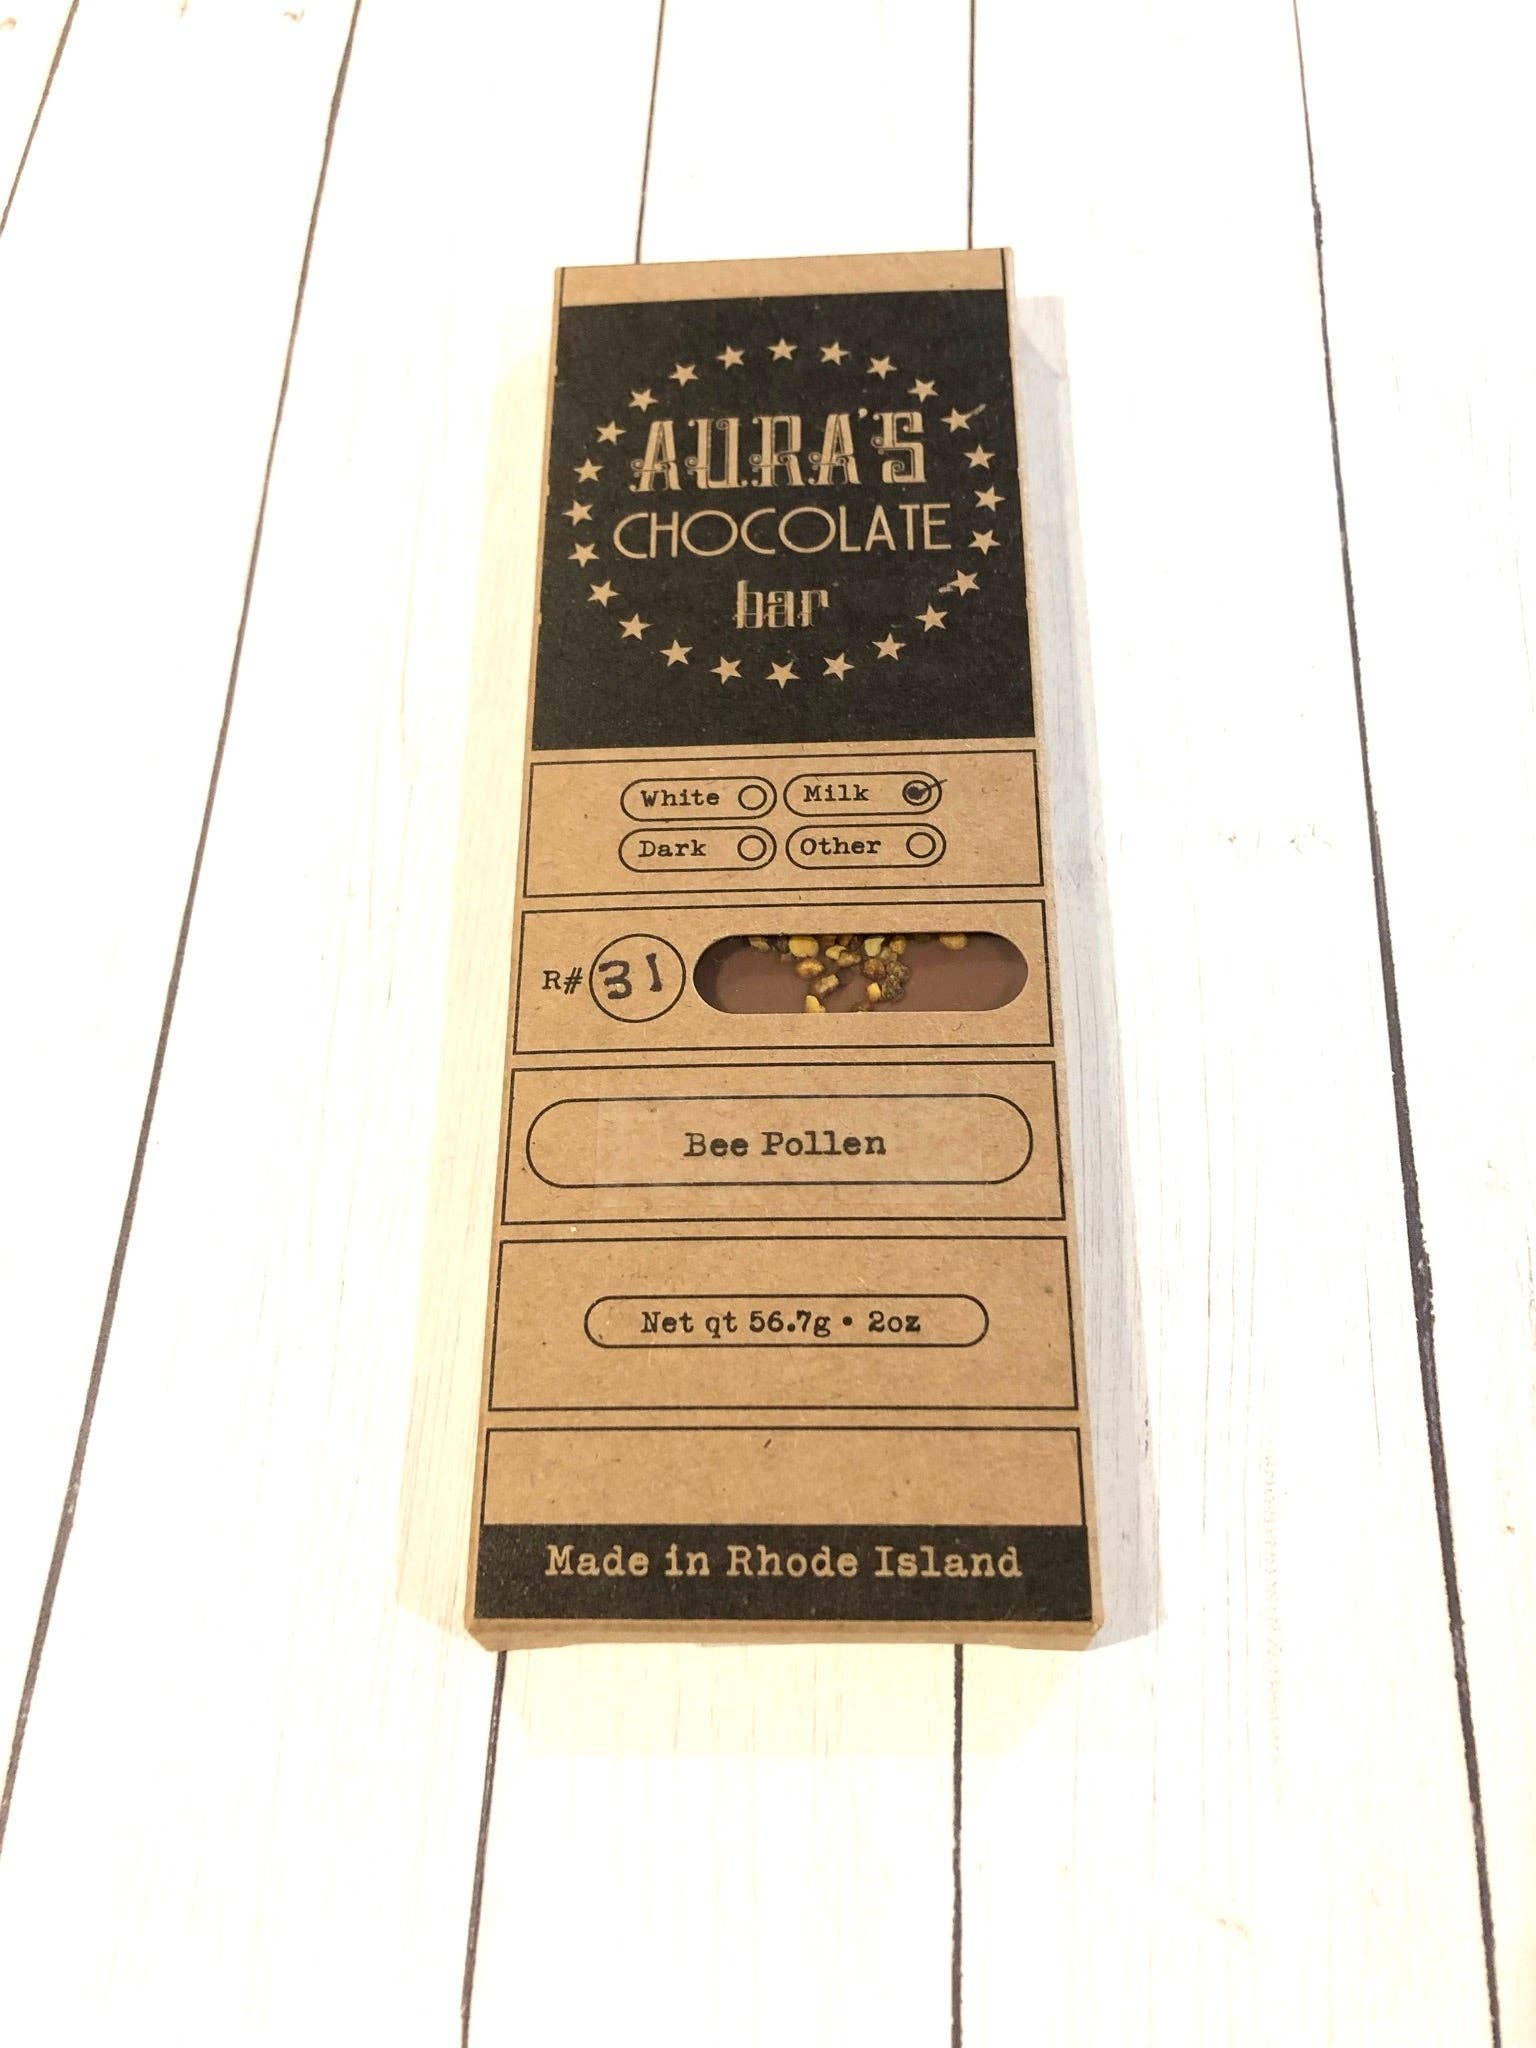 AURA'S
CHOCOLATE
bar
White Milk
Dark Other
R# 31
Bee Pollen
Net qt 56.7g • 2oz
Made in Rhode Island